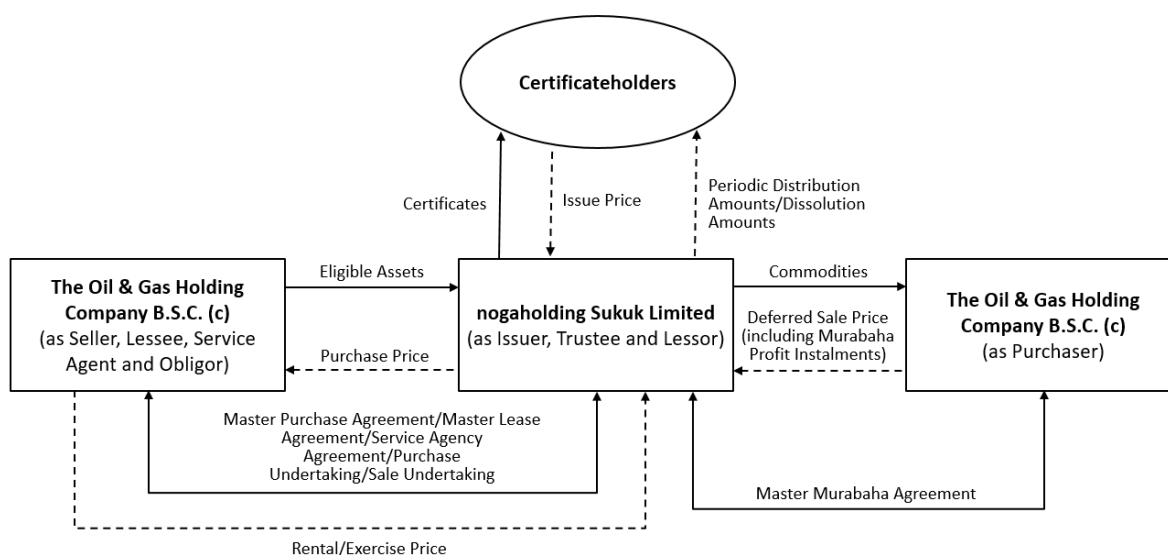 Certificateholders
Certificates
Issue Price
Periodic Distribution
Amounts/Dissolution
Amounts
The Oil & Gas Holding
Company B.S.C. (c)
(as Seller, Lessee, Service
Agent and Obligor)
Eligible Assets
Purchase Price
nogaholding Sukuk Limited
(as Issuer, Trustee and Lessor)
Commodities
Deferred Sale Price
(including Murabaha
Profit Instalments)
The Oil & Gas Holding
Company B.S.C. (c)
(as Purchaser)
Master Purchase Agreement/Master Lease
Agreement/Service Agency
Agreement/Purchase
Undertaking/Sale Undertaking
Master Murabaha Agreement
Rental/Exercise Price